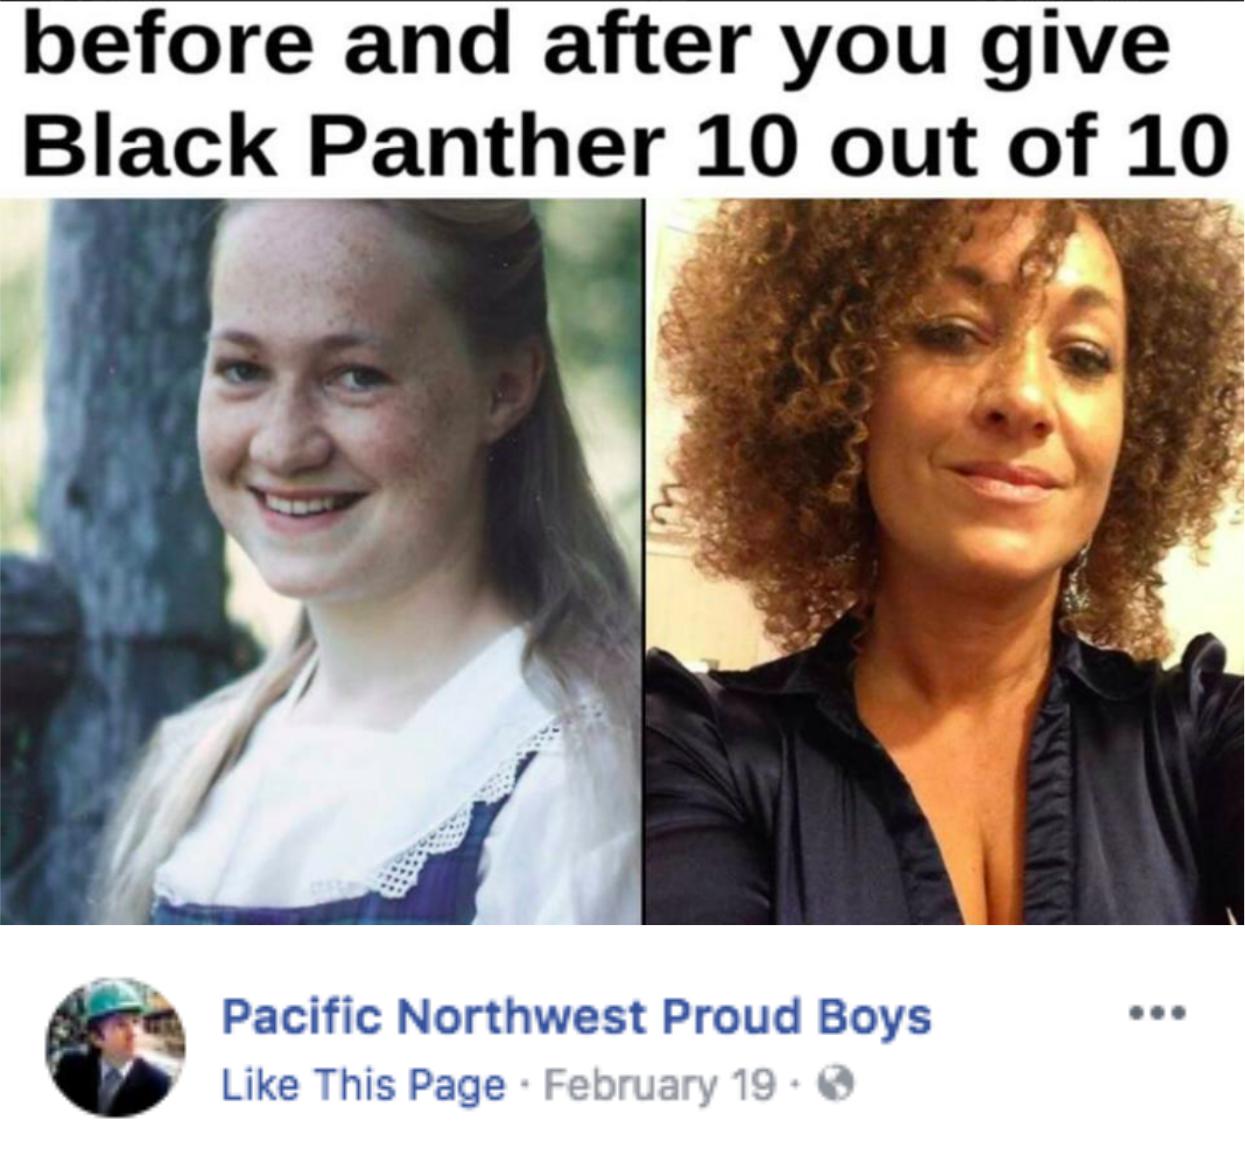 before and after you give
Black Panther 10 out of 10
Pacific Northwest Proud Boys
Like This Page · February 19 ·